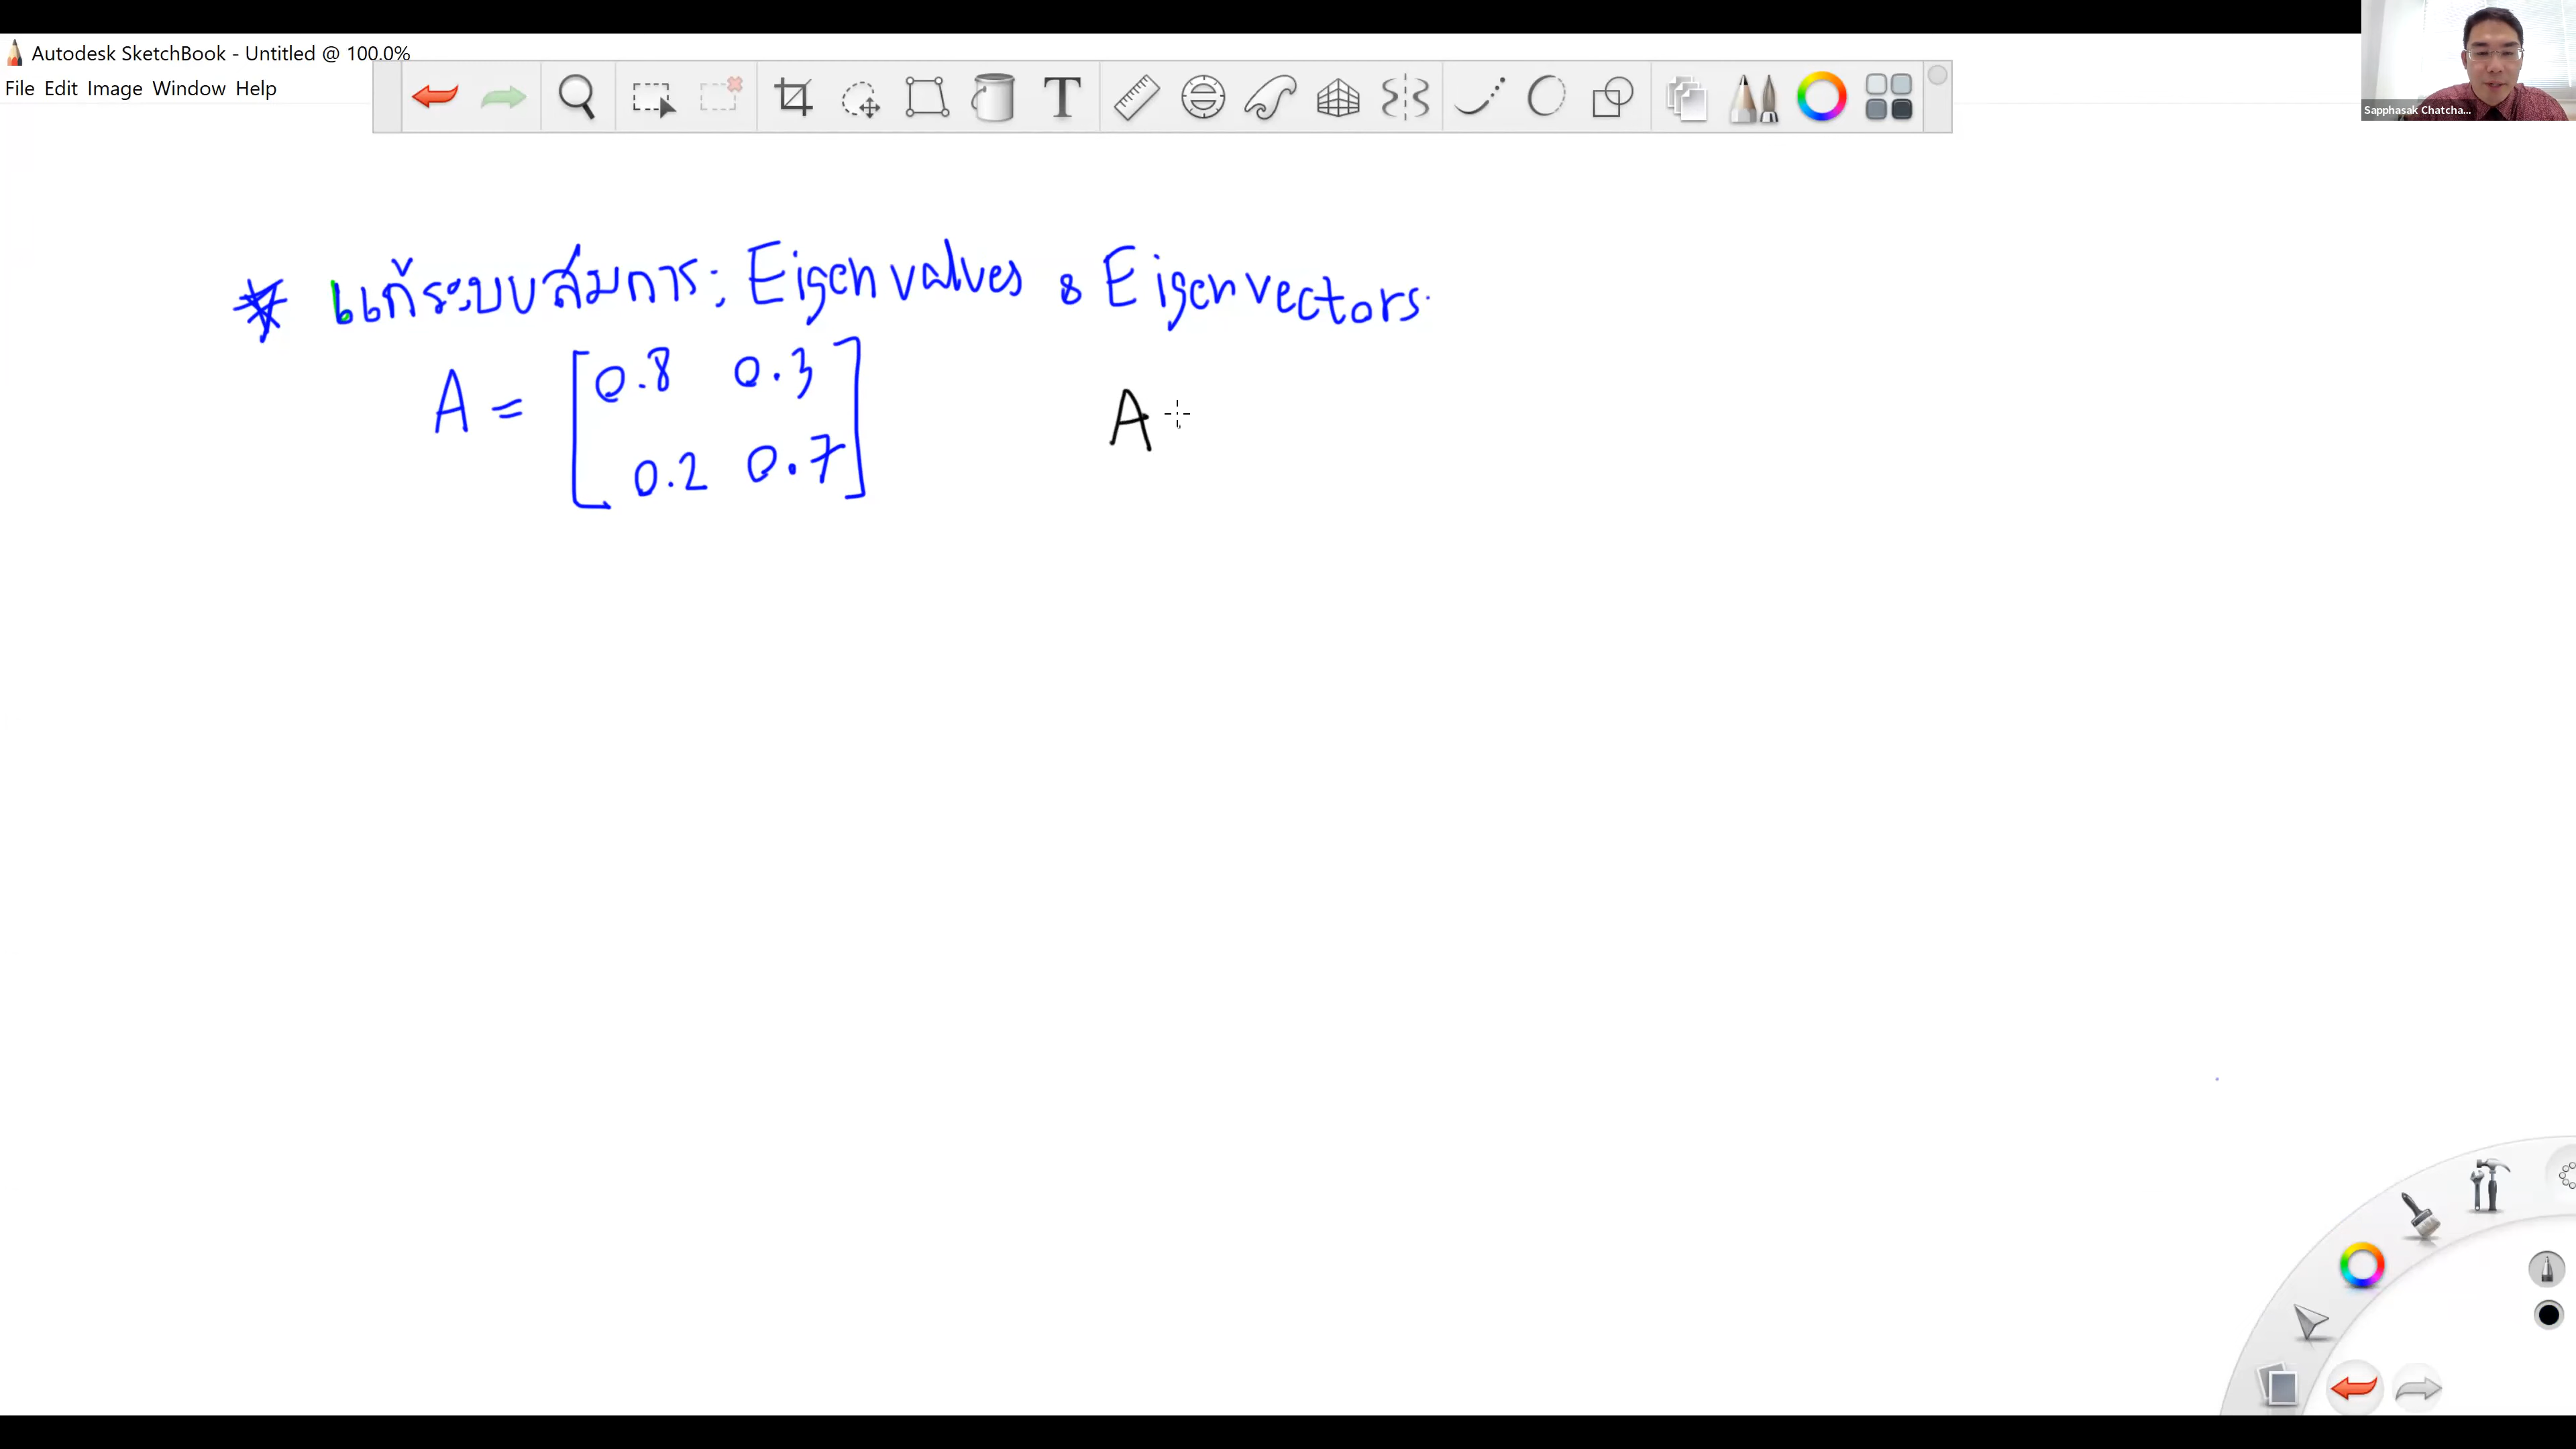 Autodesk SketchBook - Untitled @ 100.0%
File Edit Image Window Help
Sapphasak Chatcha...
* แก้ระบบสมการ: Eigenvalues & Eigenvectors.
A = [0.8 0.3
0.2 0.7]
A